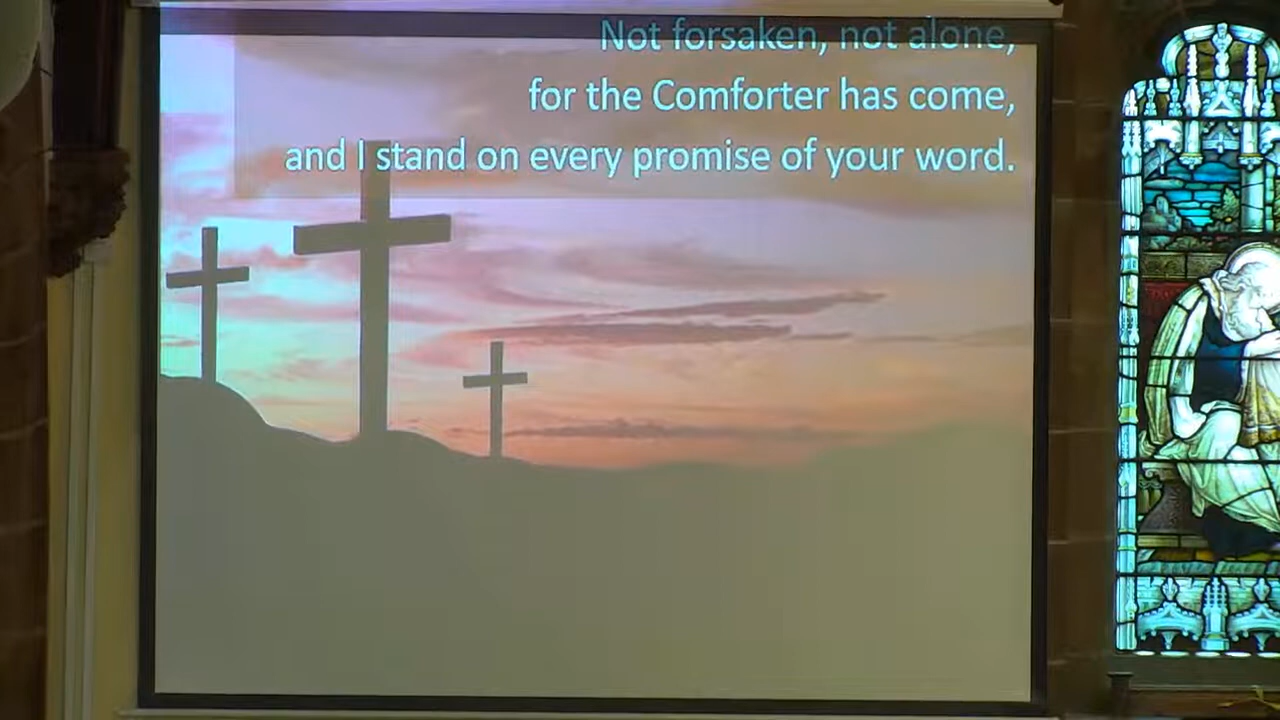 Not forsaken, not alone,
for the Comforter has come,
and I stand on every promise of your word.